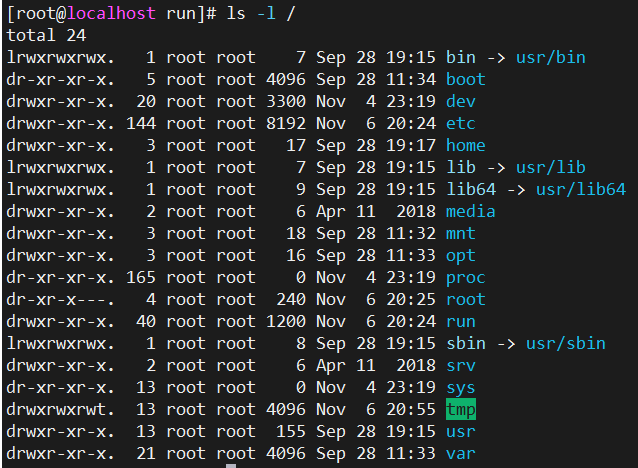 [root@localhost run]# ls -l /
total 24
lrwxrwxrwx.   1 root root    7 Sep 28 19:15 bin -> usr/bin
dr-xr-xr-x.   5 root root 4096 Sep 28 11:34 boot
drwxr-xr-x.  20 root root 3300 Nov  4 23:19 dev
drwxr-xr-x. 144 root root 8192 Nov  6 20:24 etc
drwxr-xr-x.   3 root root   17 Sep 28 19:17 home
lrwxrwxrwx.   1 root root    7 Sep 28 19:15 lib -> usr/lib
lrwxrwxrwx.   1 root root    9 Sep 28 19:15 lib64 -> usr/lib64
drwxr-xr-x.   2 root root    6 Apr 11  2018 media
drwxr-xr-x.   3 root root   18 Sep 28 11:32 mnt
drwxr-xr-x.   3 root root   16 Sep 28 11:33 opt
dr-xr-xr-x. 165 root root    0 Nov  4 23:19 proc
dr-xr-x---.   4 root root  240 Nov  6 20:25 root
drwxr-xr-x.  40 root root 1200 Nov  6 20:24 run
lrwxrwxrwx.   1 root root    8 Sep 28 19:15 sbin -> usr/sbin
drwxr-xr-x.   2 root root    6 Apr 11  2018 srv
dr-xr-xr-x.  13 root root    0 Nov  4 23:19 sys
drwxrwxrwt.  13 root root 4096 Nov  6 20:55 tmp
drwxr-xr-x.  13 root root  155 Sep 28 19:15 usr
drwxr-xr-x.  21 root root 4096 Sep 28 11:33 var